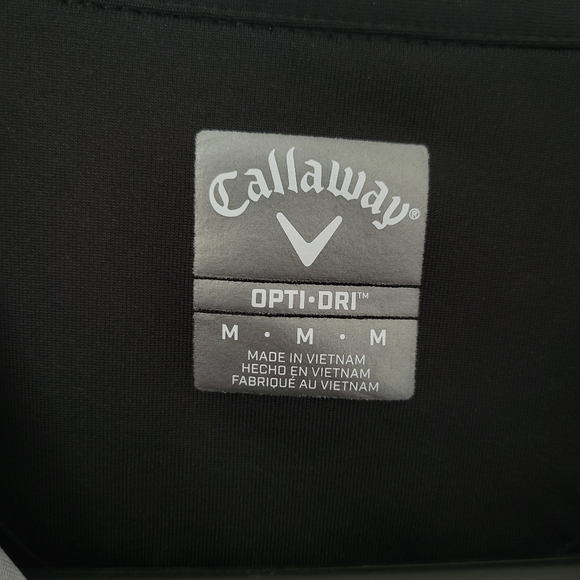 Callaway®
OPTI•DRI™
M • M • M
MADE IN VIETNAM
HECHO EN VIETNAM
FABRIQUÉ AU VIETNAM